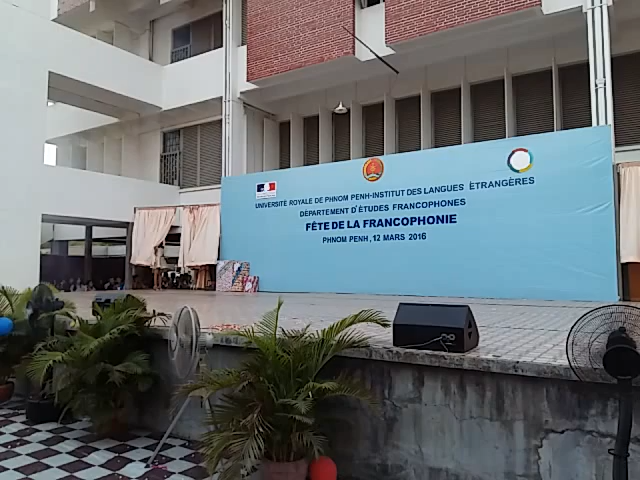 UNIVERSITÉ ROYALE DE PHNOM PENH-INSTITUT DES LANGUES ÉTRANGÈRES
DÉPARTEMENT D'ÉTUDES FRANCOPHONES
FÊTE DE LA FRANCOPHONIE
PHNOM PENH, 12 MARS 2016